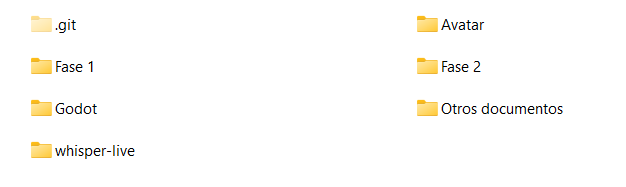 .git
Avatar
Fase 1
Fase 2
Godot
Otros documentos
whisper-live